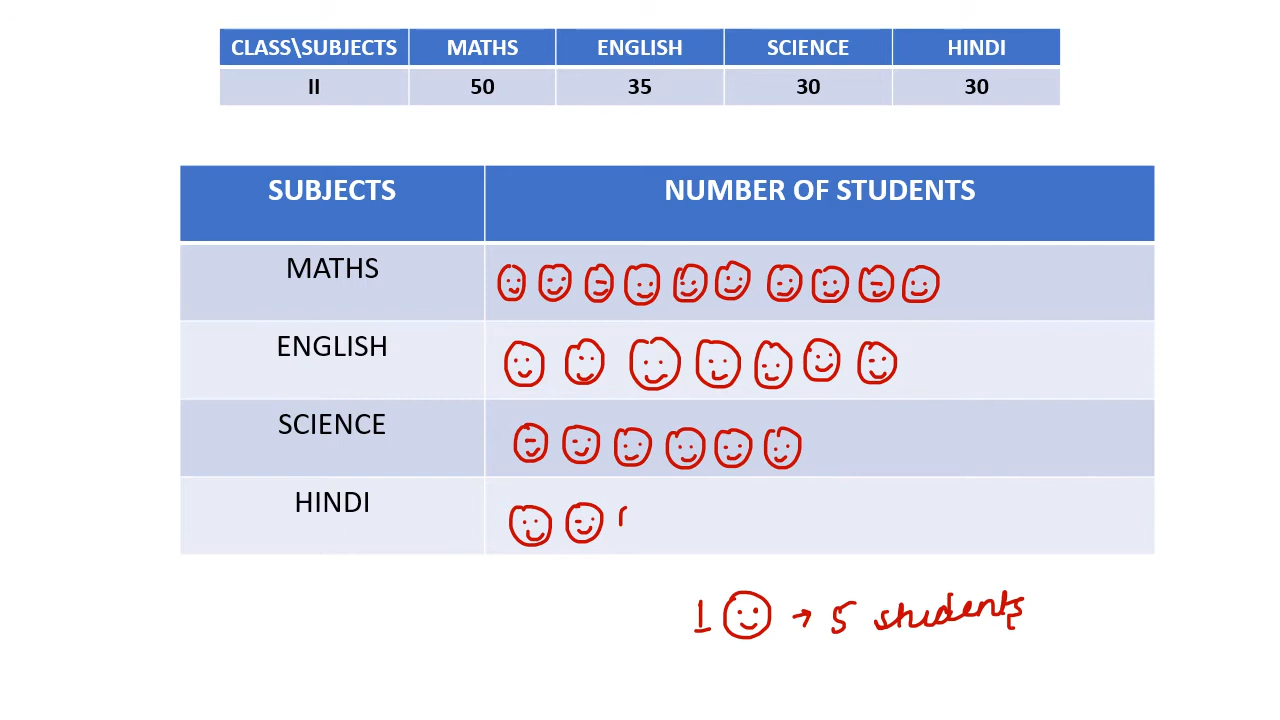 CLASS\SUBJECTS MATHS ENGLISH SCIENCE HINDI
II 50 35 30 30
SUBJECTS NUMBER OF STUDENTS
MATHS
ENGLISH
SCIENCE
HINDI
1 → 5 students